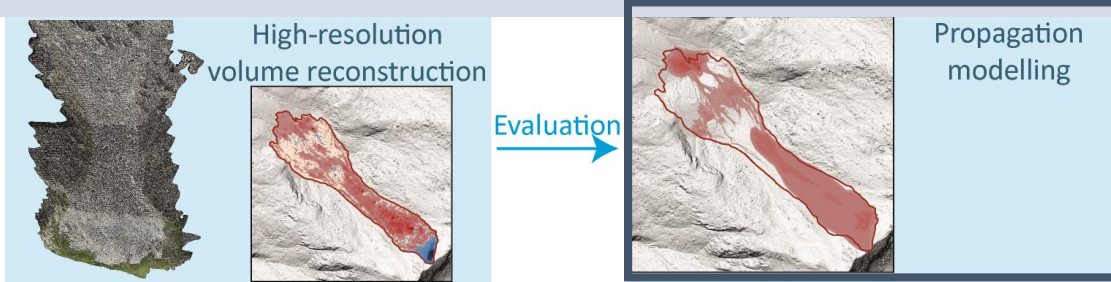 High-resolution
volume reconstruction
Evaluation
Propagation
modelling